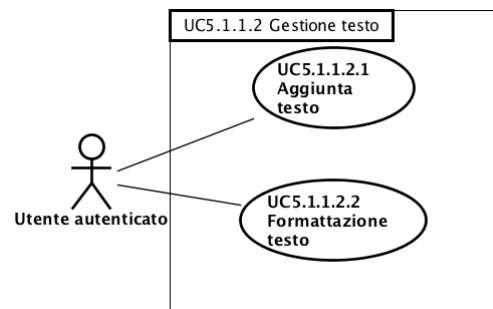 UC5.1.1.2 Gestione testo
UC5.1.1.2.1
Aggiunta
testo
Utente autenticato
UC5.1.1.2.2
Formattazione
testo